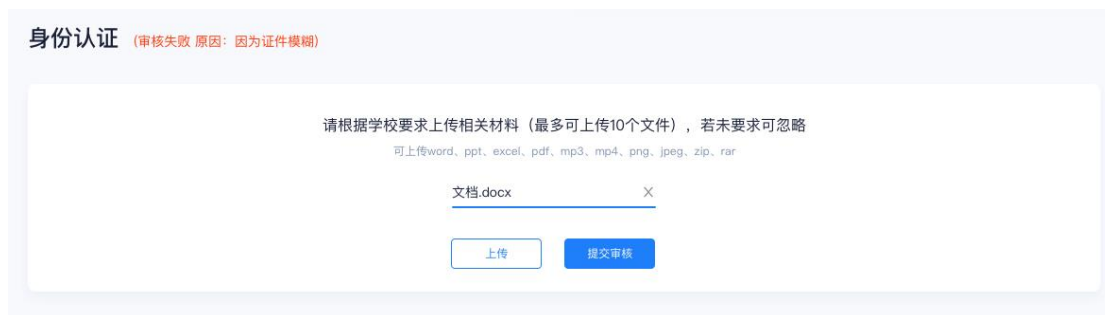 身份认证 (审核失败 原因：因为证件模糊)
请根据学校要求上传相关材料（最多可上传10个文件），若未要求可忽略
可上传word、ppt、excel、pdf、mp3、mp4、png、jpeg、zip、rar
文档.docx X
上传 提交审核